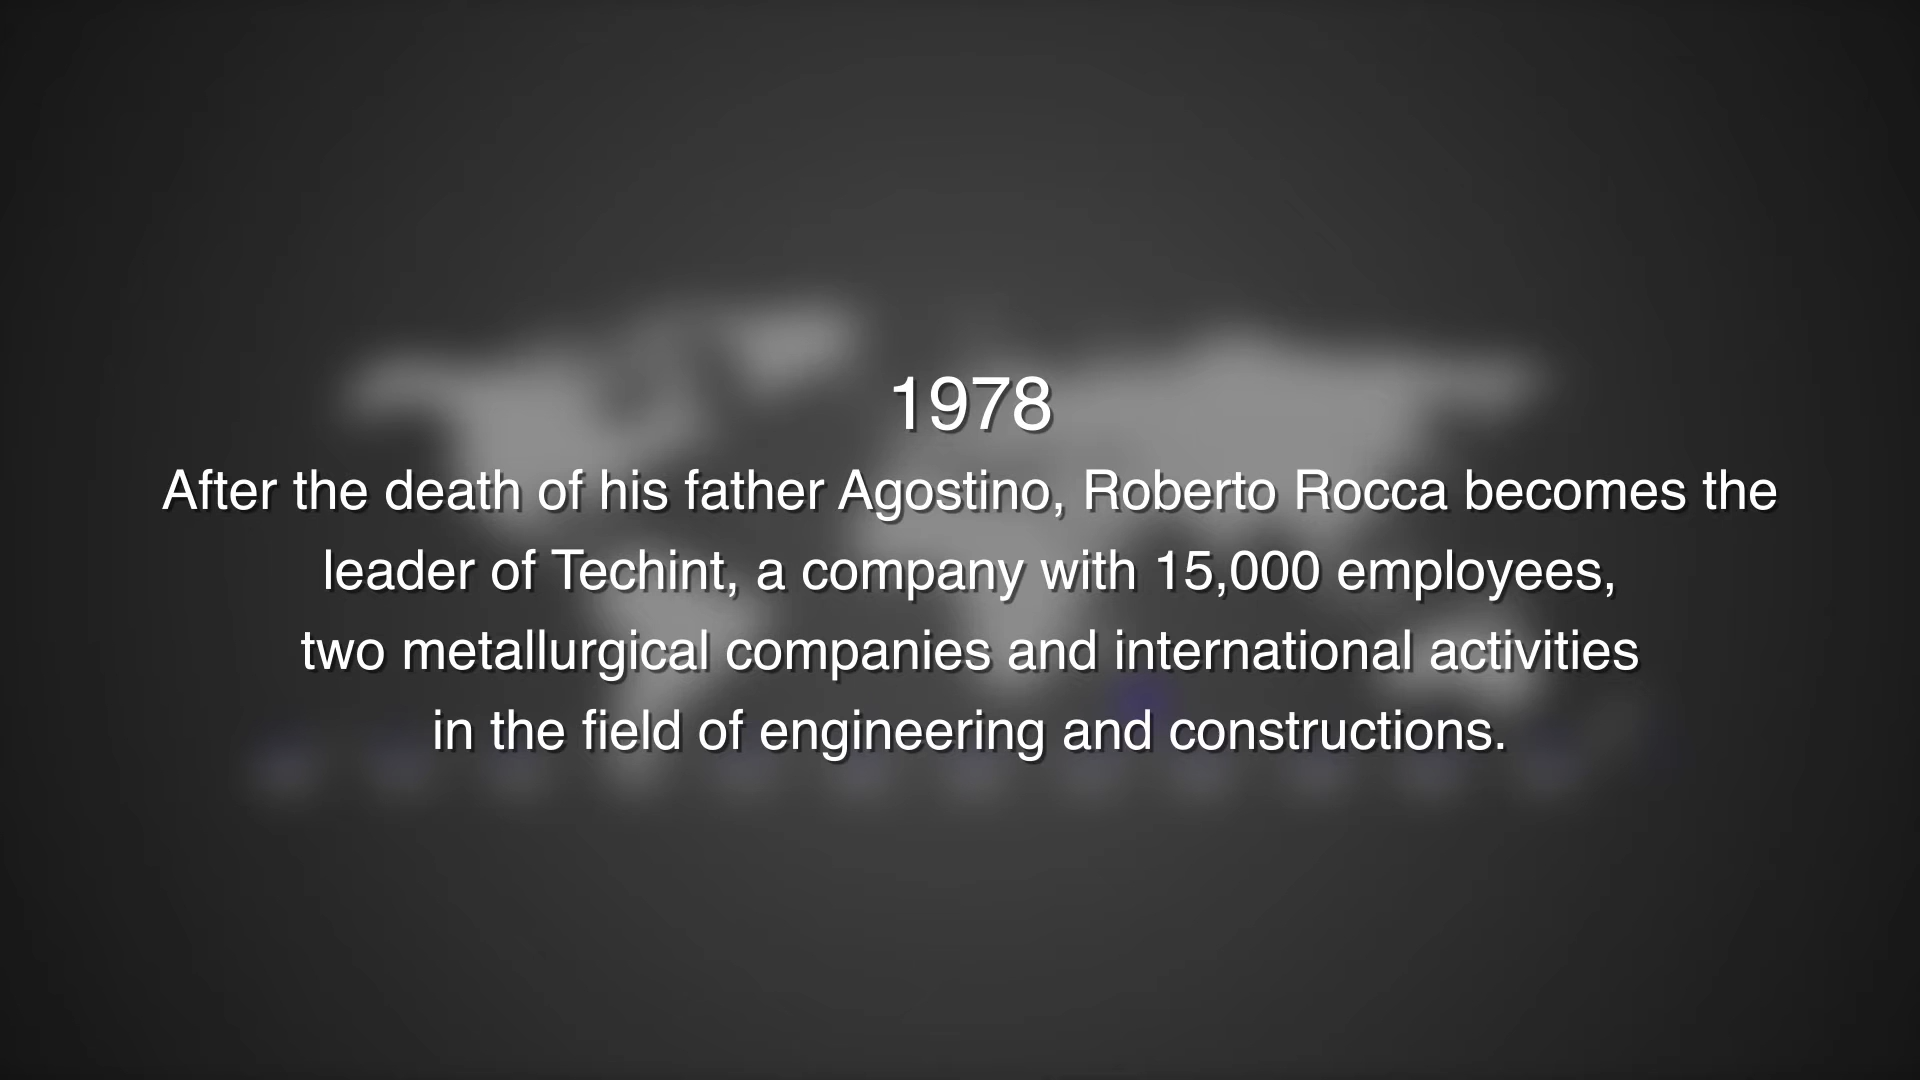 1978
After the death of his father Agostino, Roberto Rocca becomes the
leader of Techint, a company with 15,000 employees,
two metallurgical companies and international activities
in the field of engineering and constructions.